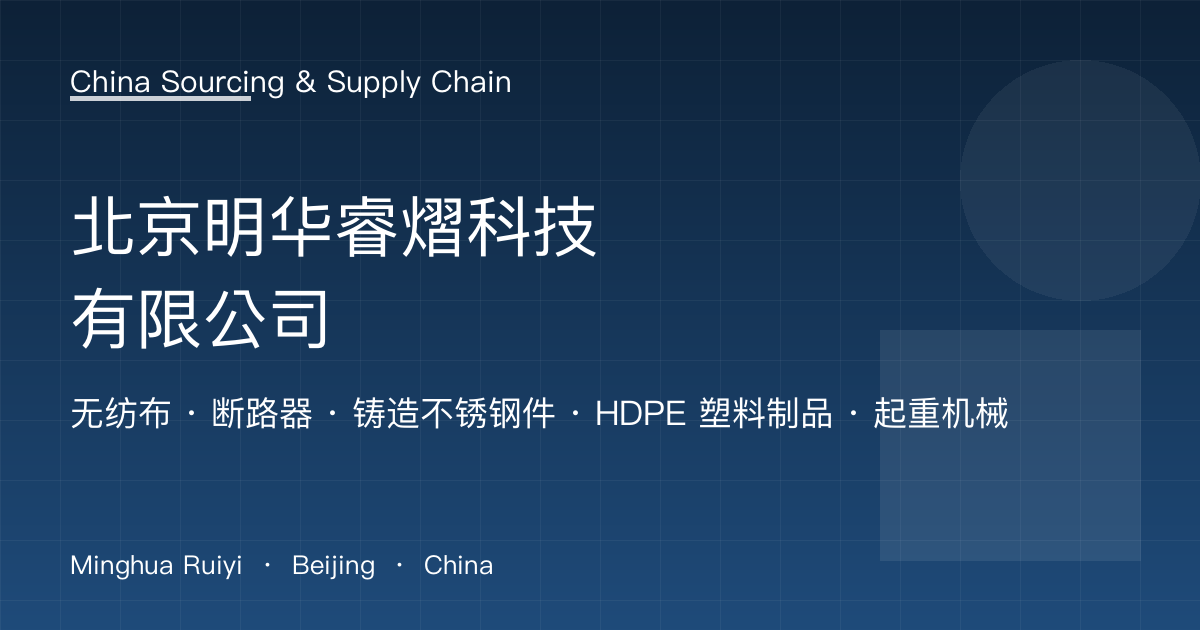 China Sourcing & Supply Chain
北京明华睿熠科技
有限公司
无纺布 · 断路器 · 铸造不锈钢件 · HDPE 塑料制品 · 起重机械
Minghua Ruiyi · Beijing · China